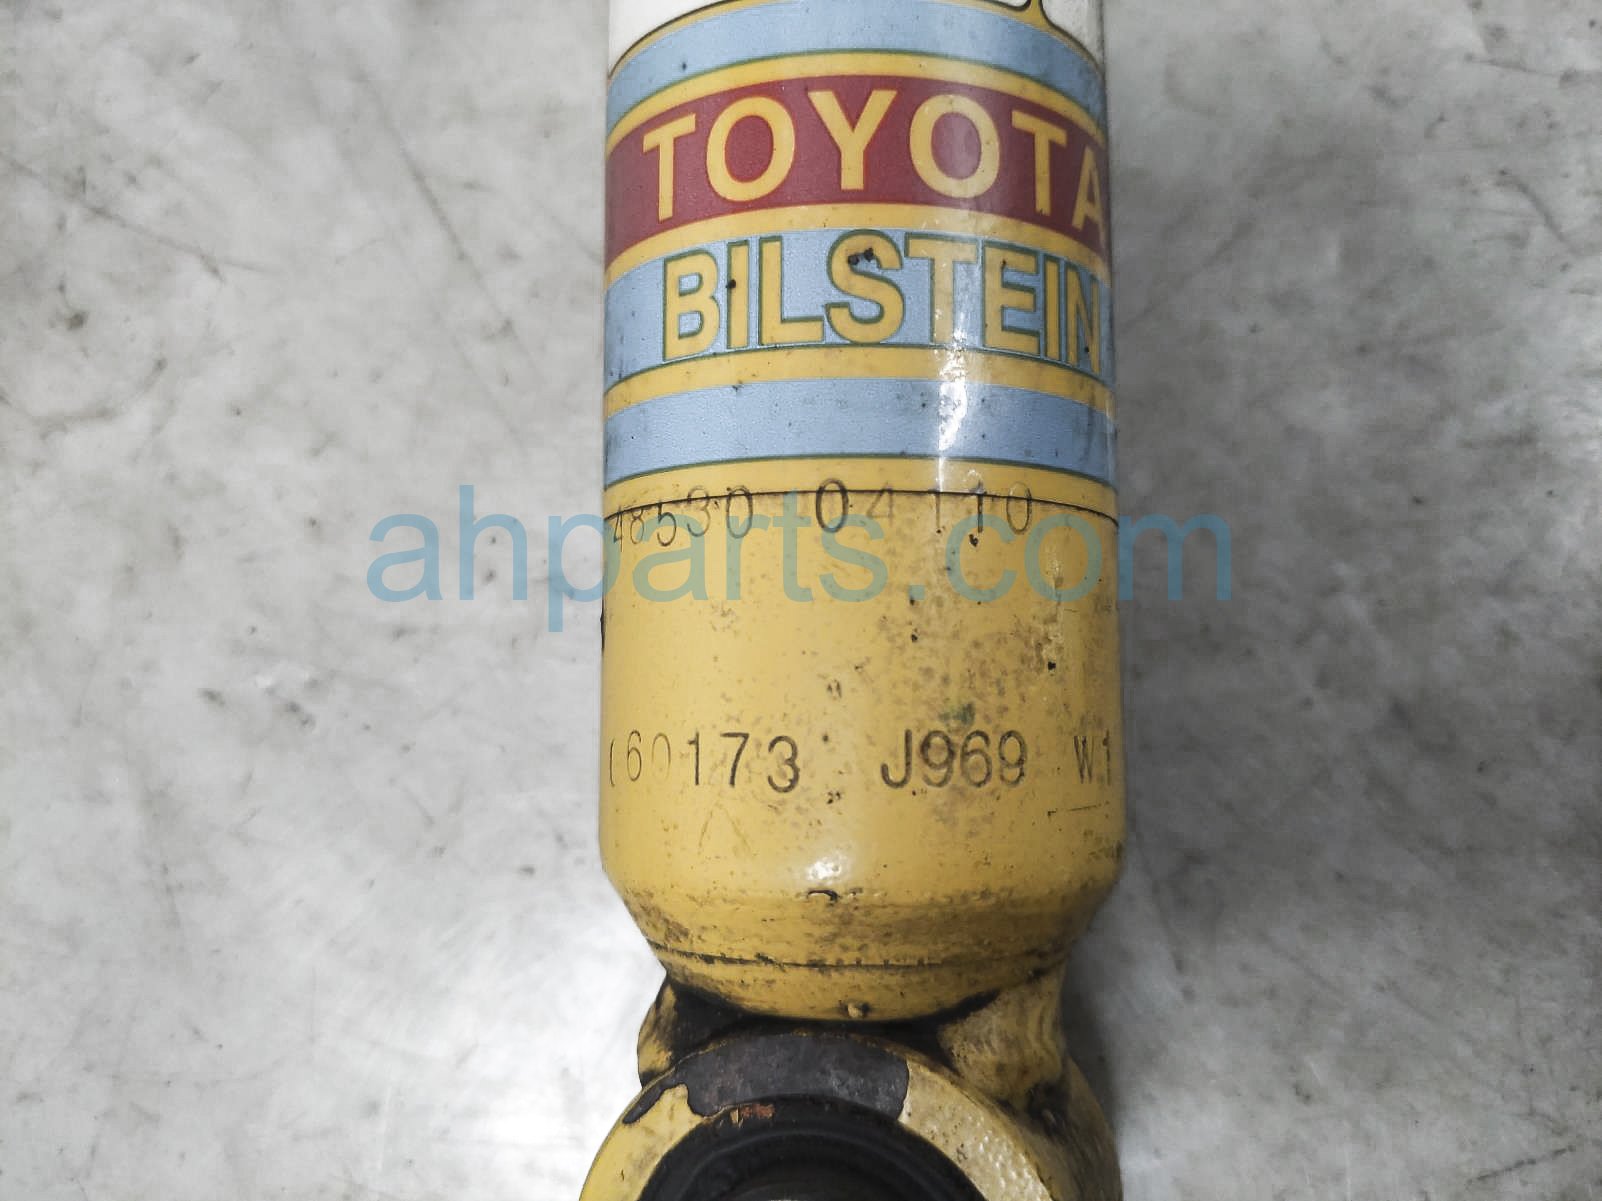 TOYOTA
BILSTEIN
48530 04110
ahparts.com
60173 J969 W1